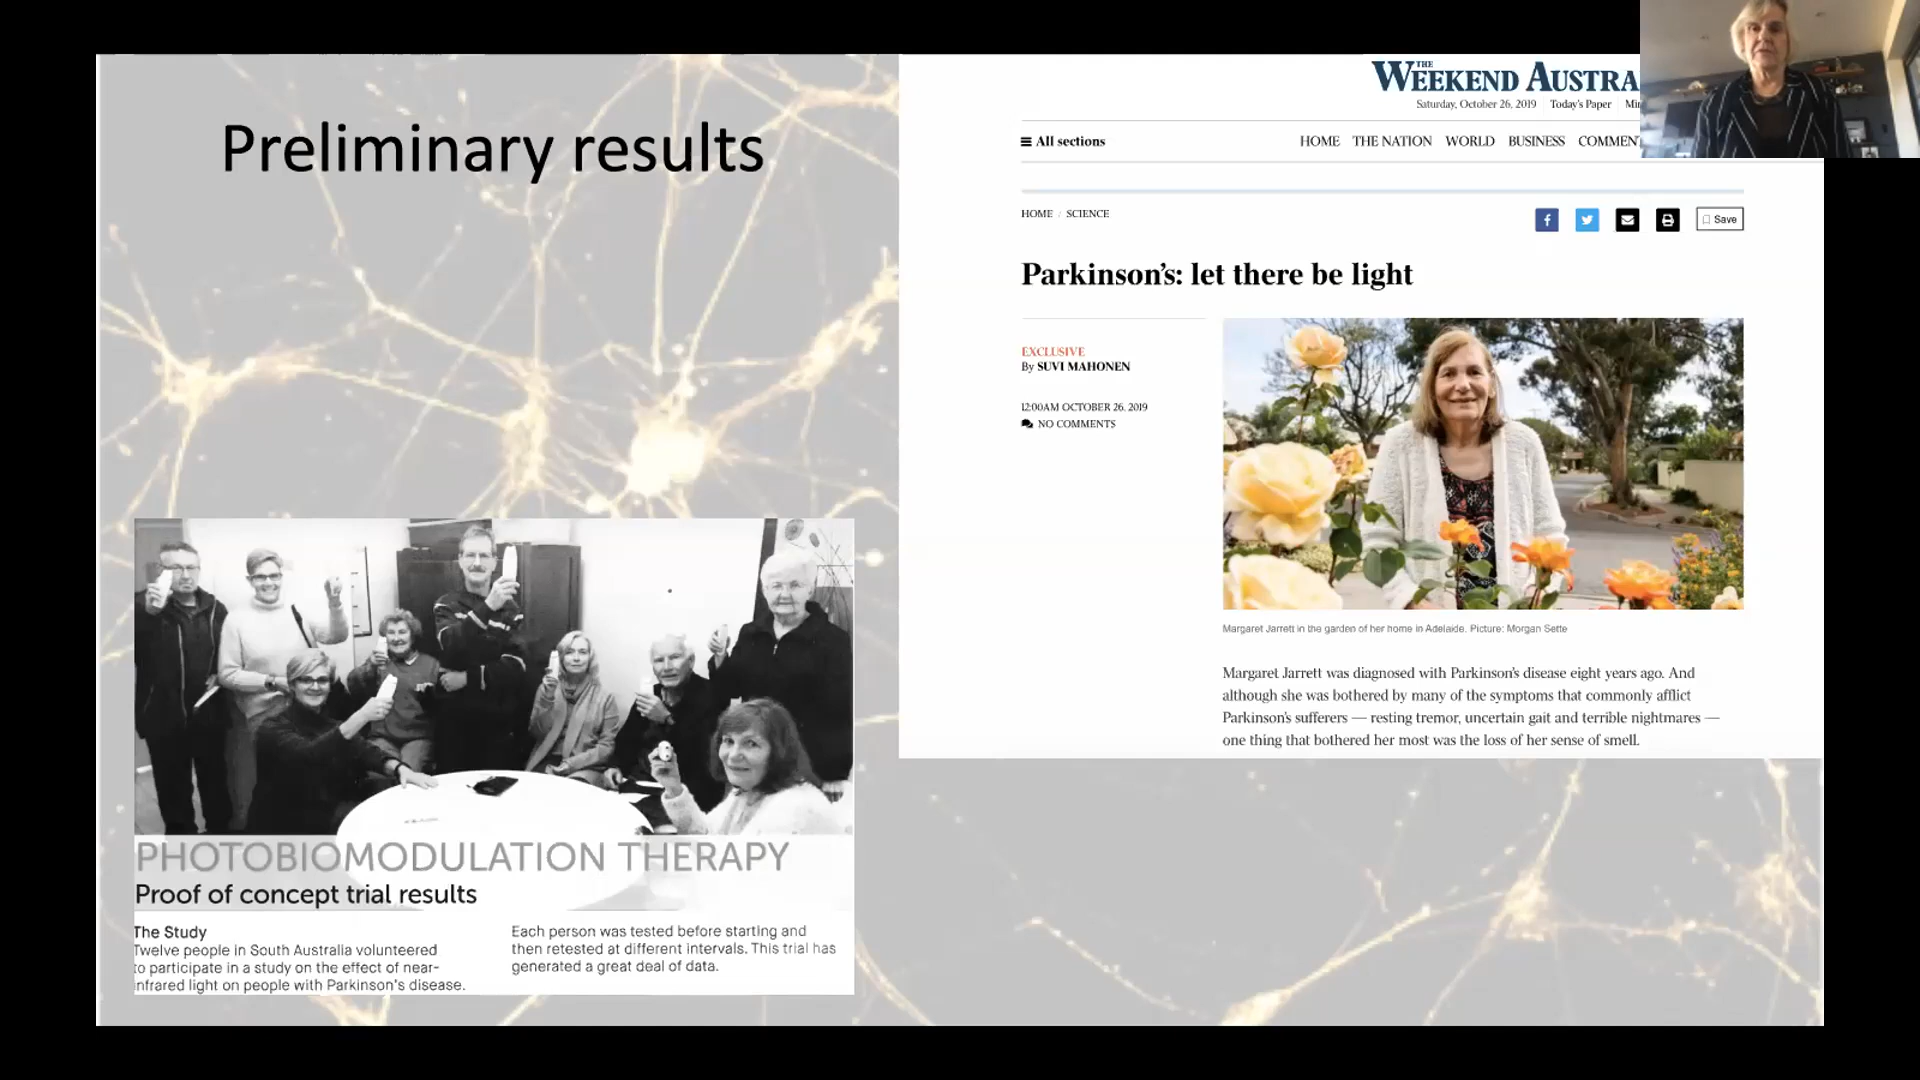 Preliminary results
THE
WEEKEND AUSTRA
Saturday, October 26, 2019 Today's Paper
All sections
HOME THE NATION WORLD BUSINESS COMMEN
HOME / SCIENCE
Save
Parkinson's: let there be light
EXCLUSIVE
By SUVI MAHONEN
12:00AM OCTOBER 26, 2019
NO COMMENTS
Margaret Jarrett in the garden of her home in Adelaide. Picture: Morgan Sette
Margaret Jarrett was diagnosed with Parkinson's disease eight years ago. And
although she was bothered by many of the symptoms that commonly afflict
Parkinson's sufferers — resting tremor, uncertain gait and terrible nightmares —
one thing that bothered her most was the loss of her sense of smell.
PHOTOBIOMODULATION THERAPY
Proof of concept trial results
The Study
Twelve people in South Australia volunteered
to participate in a study on the effect of near-
infrared light on people with Parkinson's disease.
Each person was tested before starting and
then retested at different intervals. This trial has
generated a great deal of data.